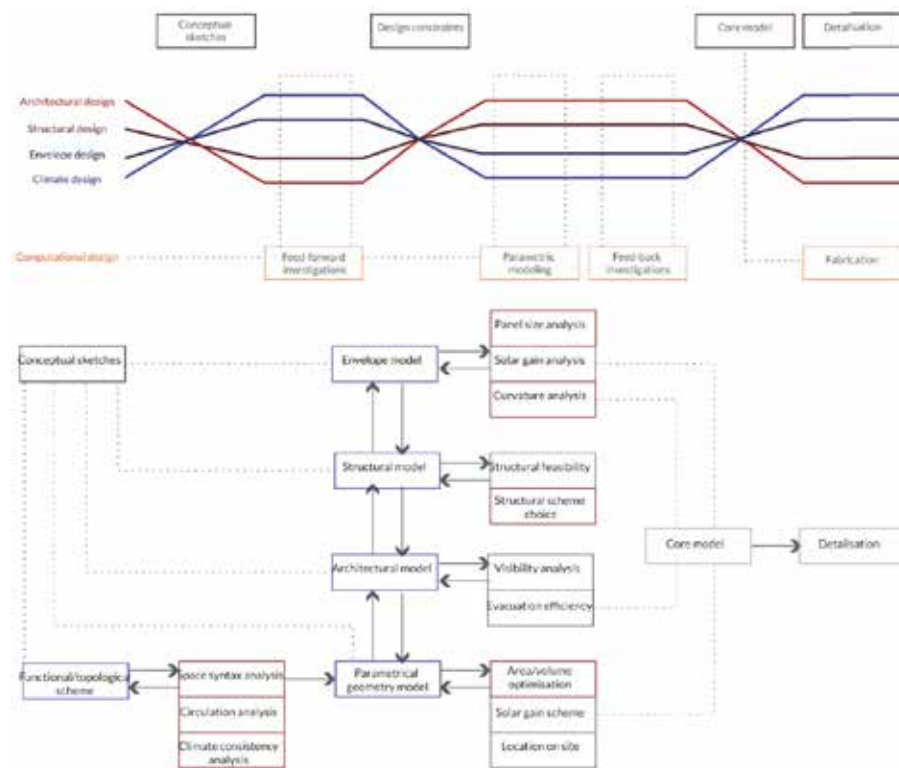 Conceptual
sketches
Design constraints
Core model
Detalisation
Architectural design
Structural design
Envelope design
Climate design
Computational design
Feed-forward
investigations
Parametric
modeling
Feed-back
investigations
Fabrication
Panel size analysis
Conceptual sketches
Envelope model
Solar gain analysis
Curvature analysis
Structural model
Structural feasibility
Structural scheme
choice
Core model
Detalisation
Architectural model
Visibility analysis
Evacuation efficiency
Functional/topological
scheme
Space syntax analysis
Parametrical
geometry model
Area/volume
optimisation
Circulation analysis
Solar gain scheme
Climate consistency
analysis
Location on site